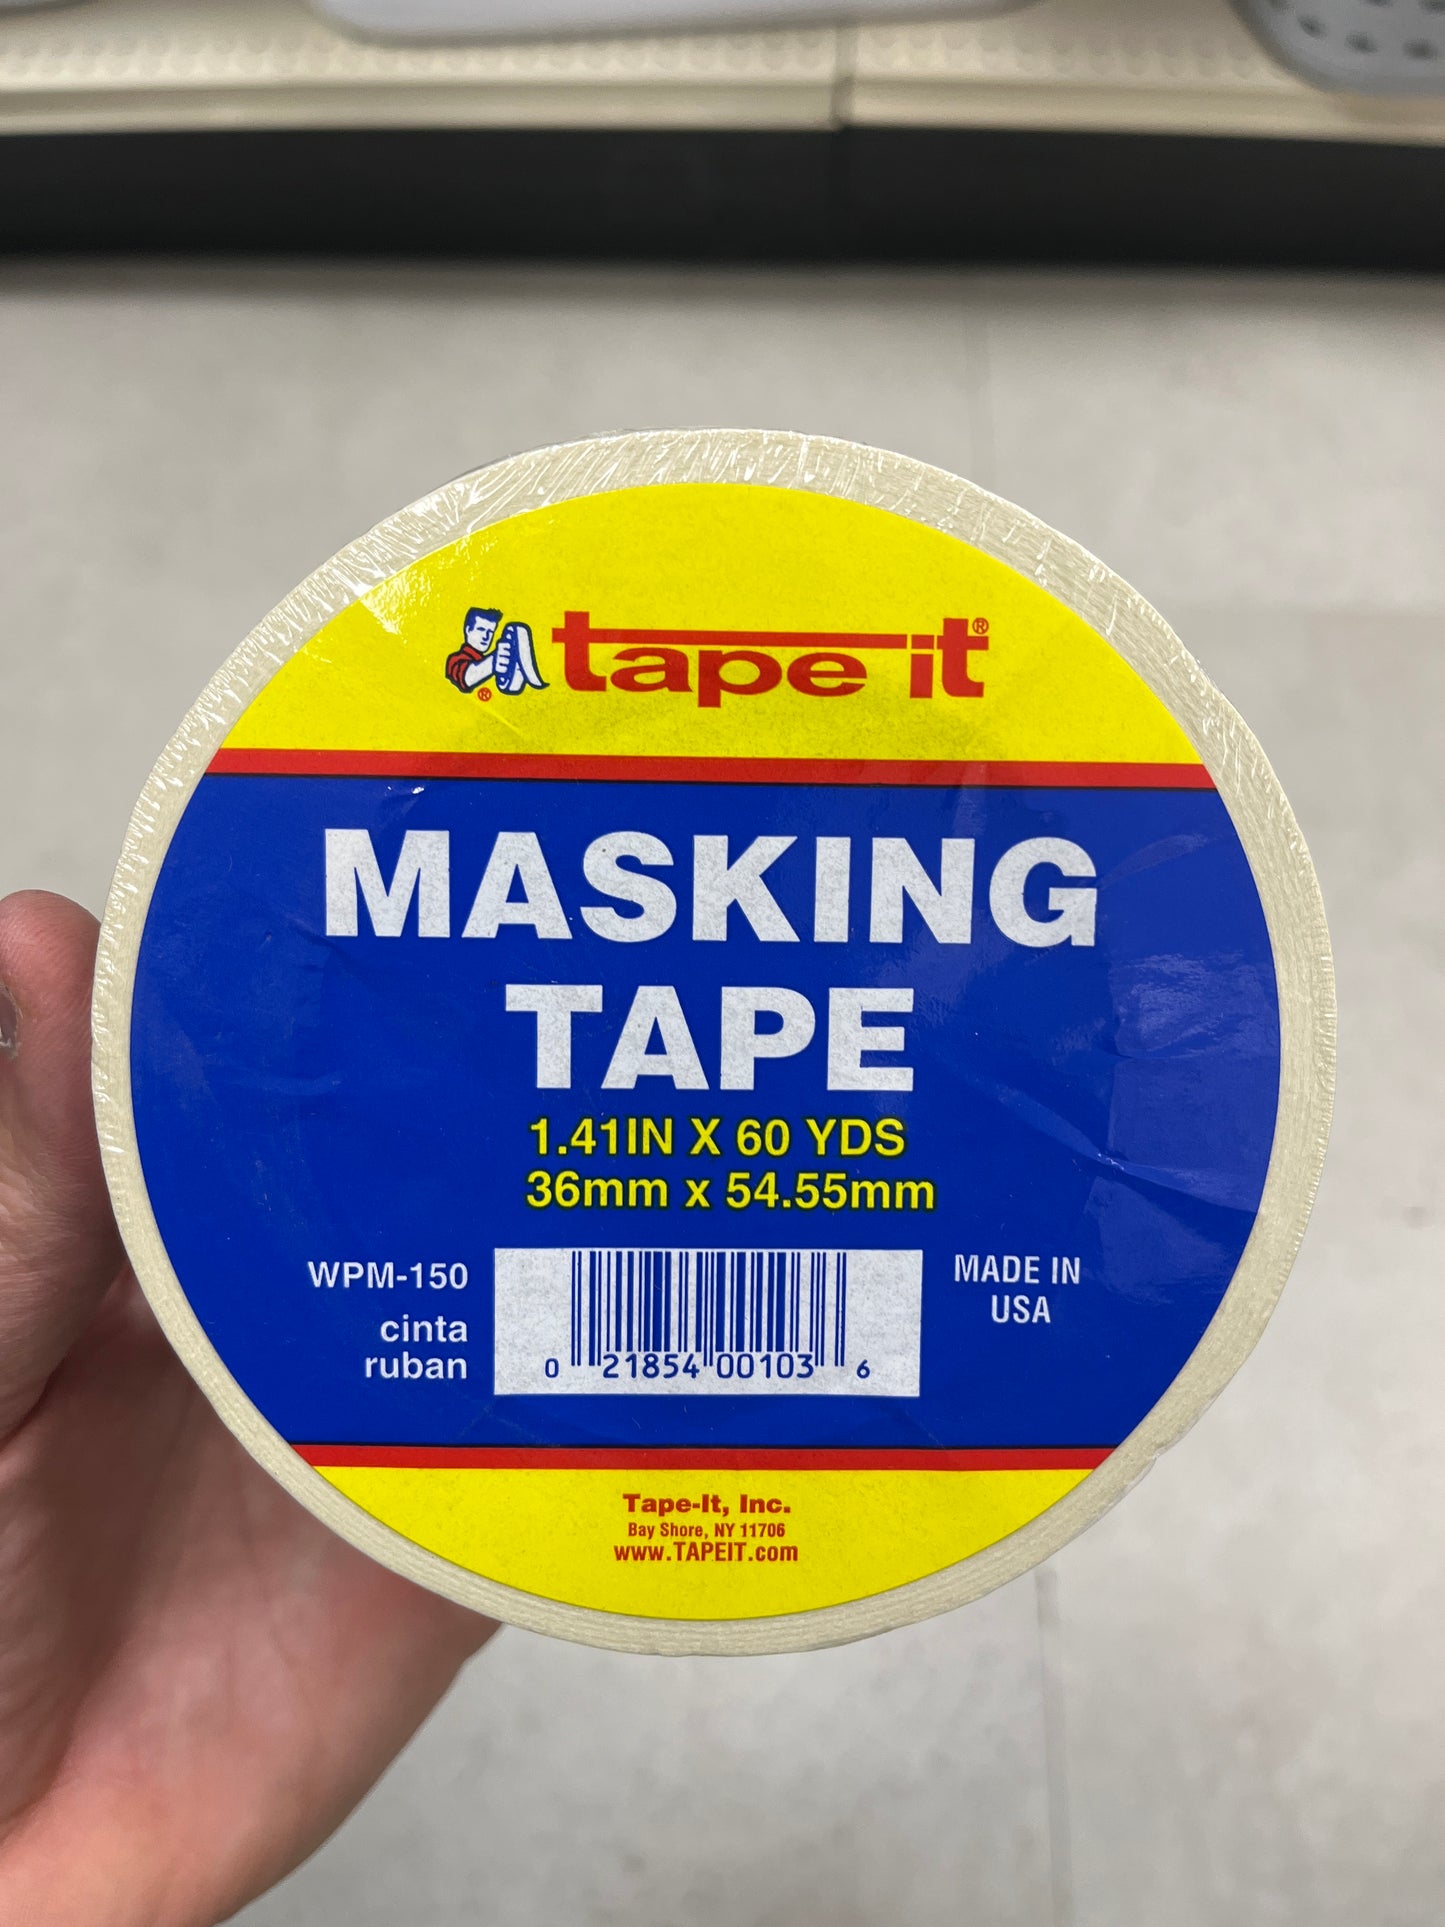 tape it®
®
MASKING
TAPE
1.41IN X 60 YDS
36mm x 54.55mm
WPM-150
cinta
ruban
0 21854 00103 6
MADE IN
USA
Tape-It, Inc.
Bay Shore, NY 11706
www.TAPEIT.com